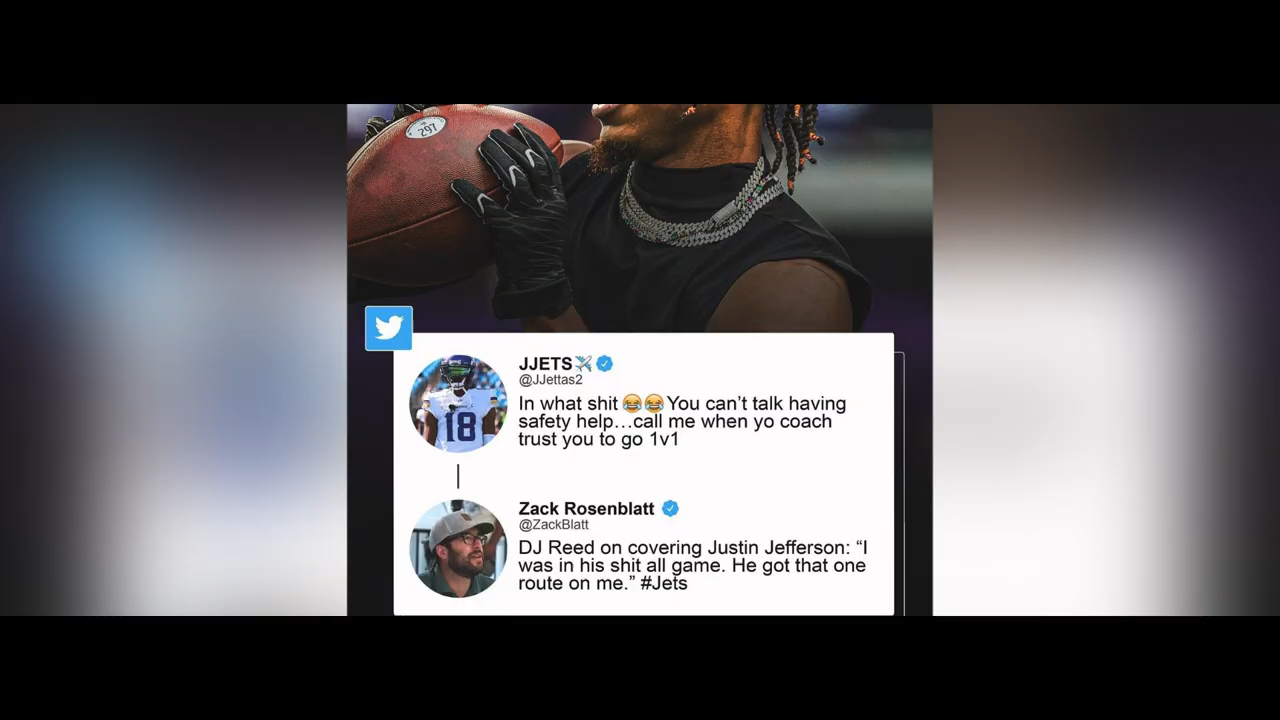 297
JJETS✈️
@JJettas2
In what shit 😂😂 You can’t talk having
safety help…call me when yo coach
trust you to go 1v1
18
Zack Rosenblatt
@ZackBlatt
DJ Reed on covering Justin Jefferson: “I
was in his shit all game. He got that one
route on me.” #Jets